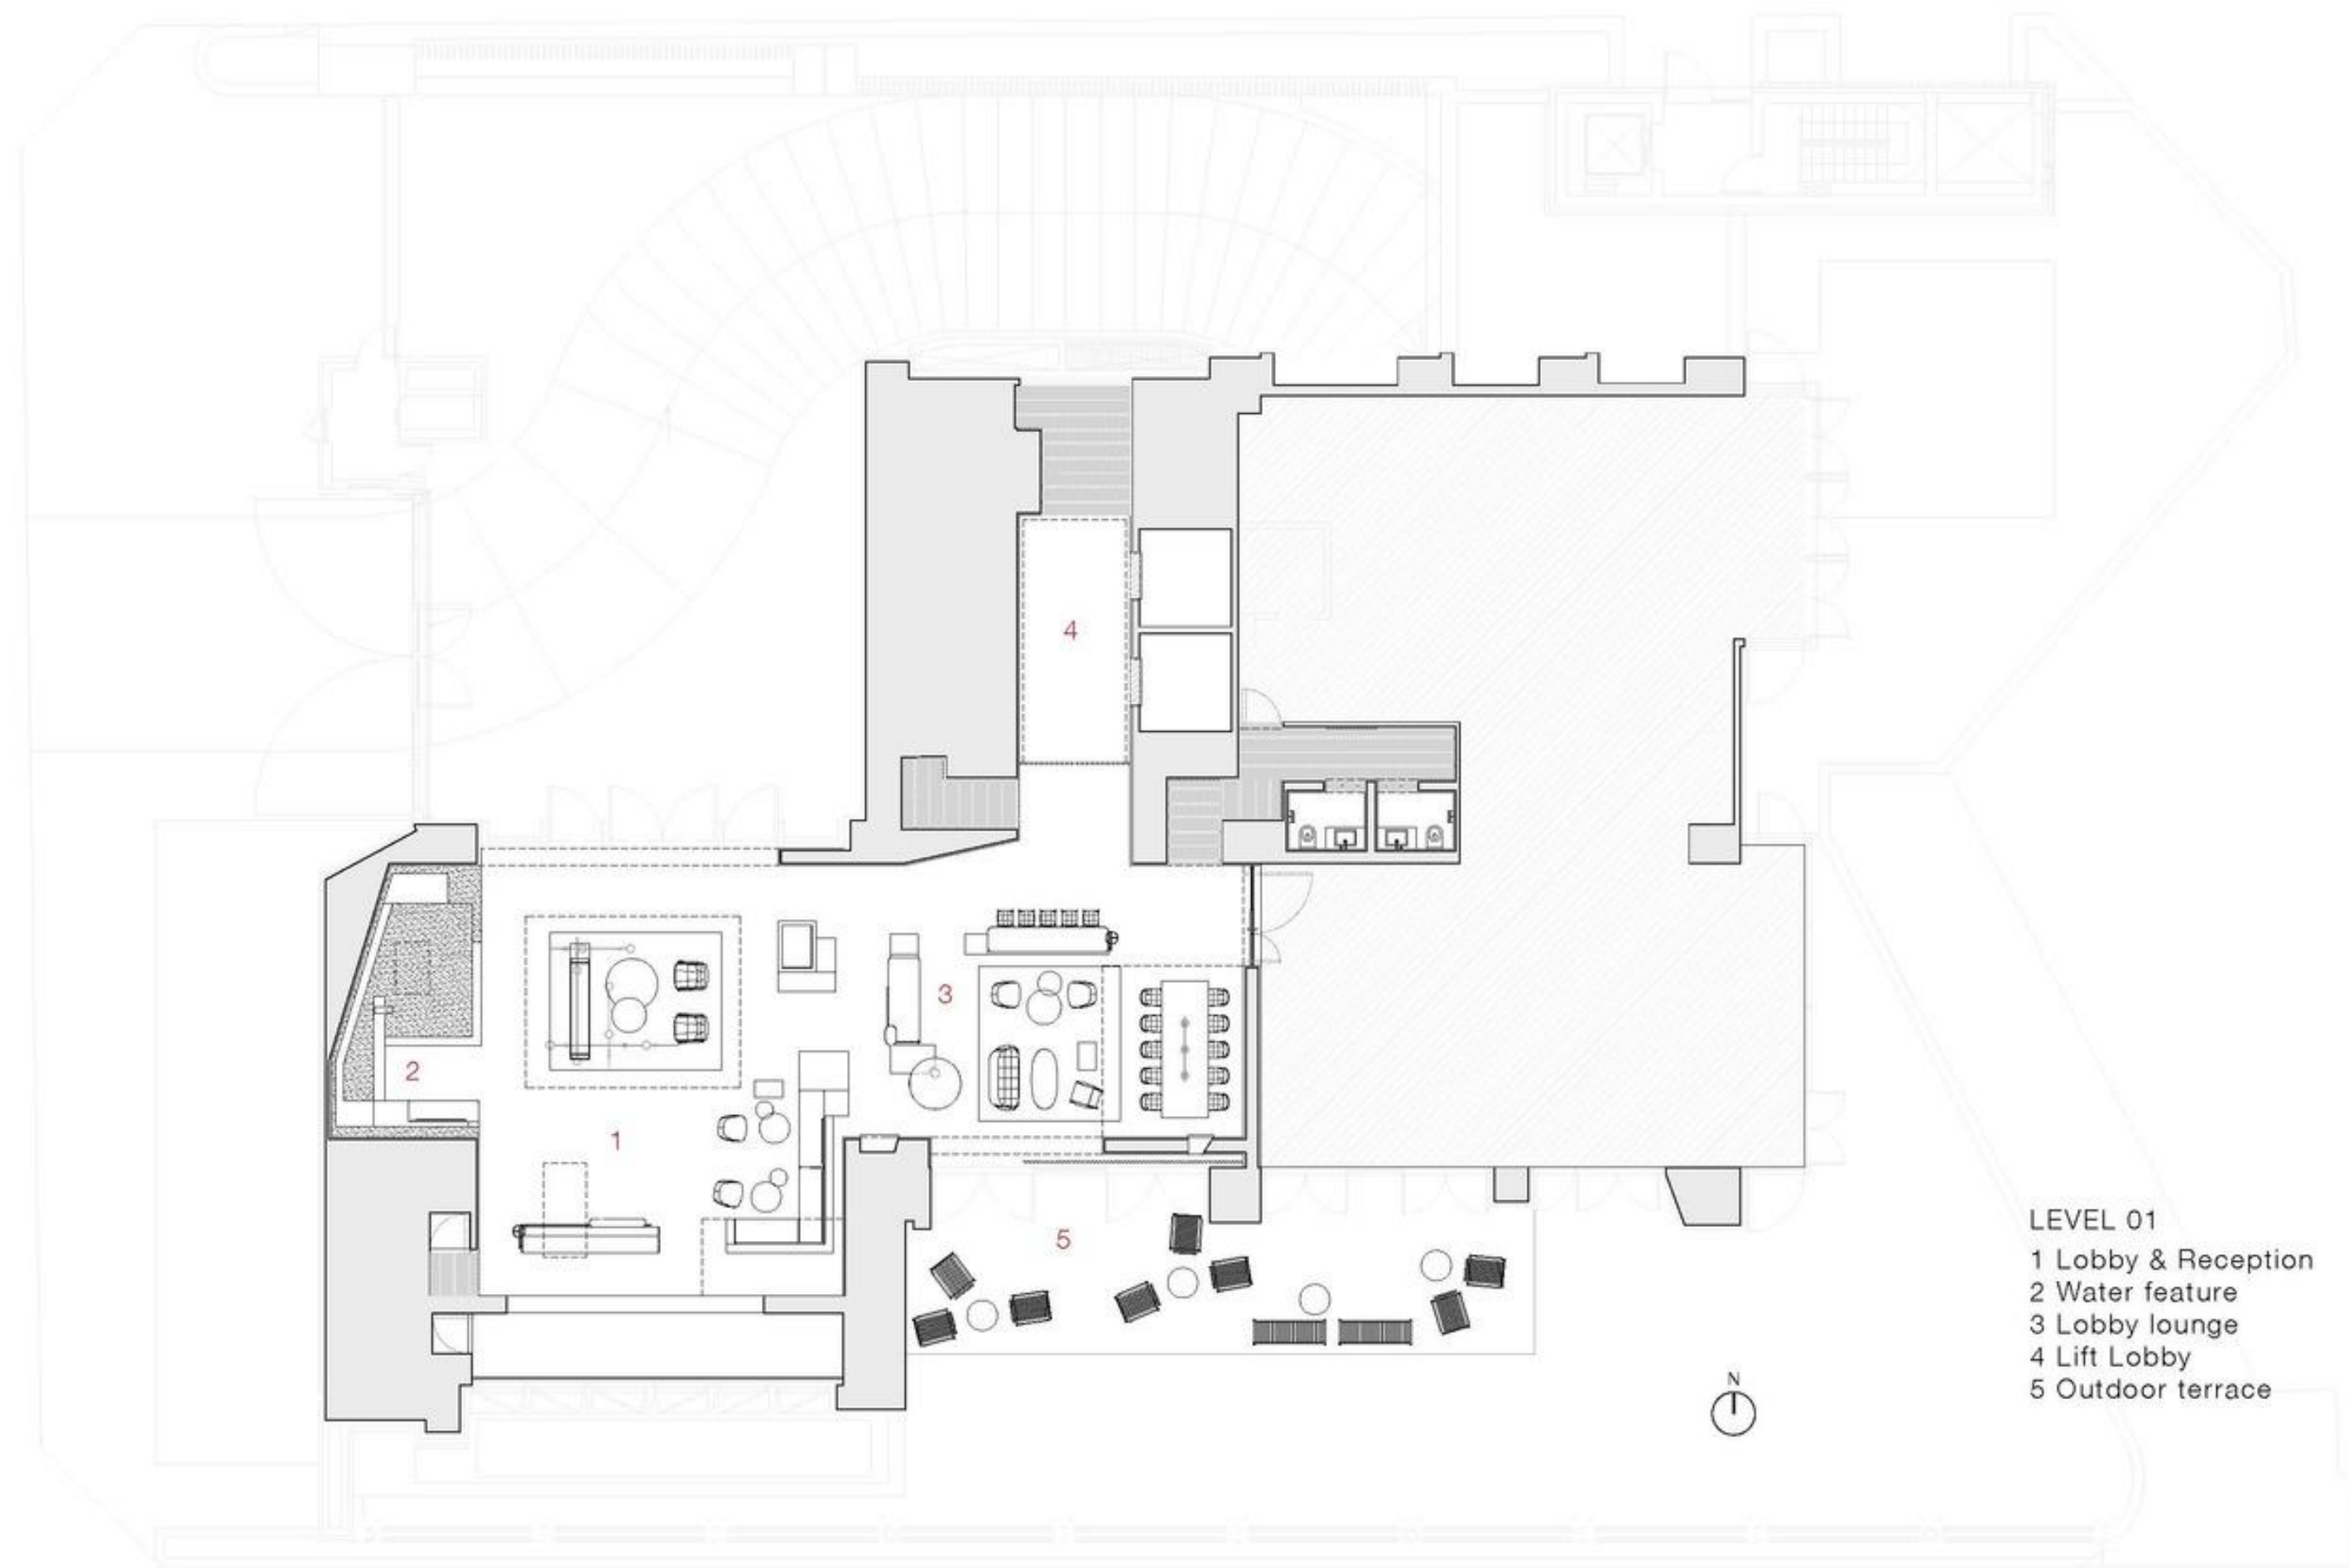 4
3
2
1
5
LEVEL 01
1 Lobby & Reception
2 Water feature
3 Lobby lounge
4 Lift Lobby
5 Outdoor terrace
N